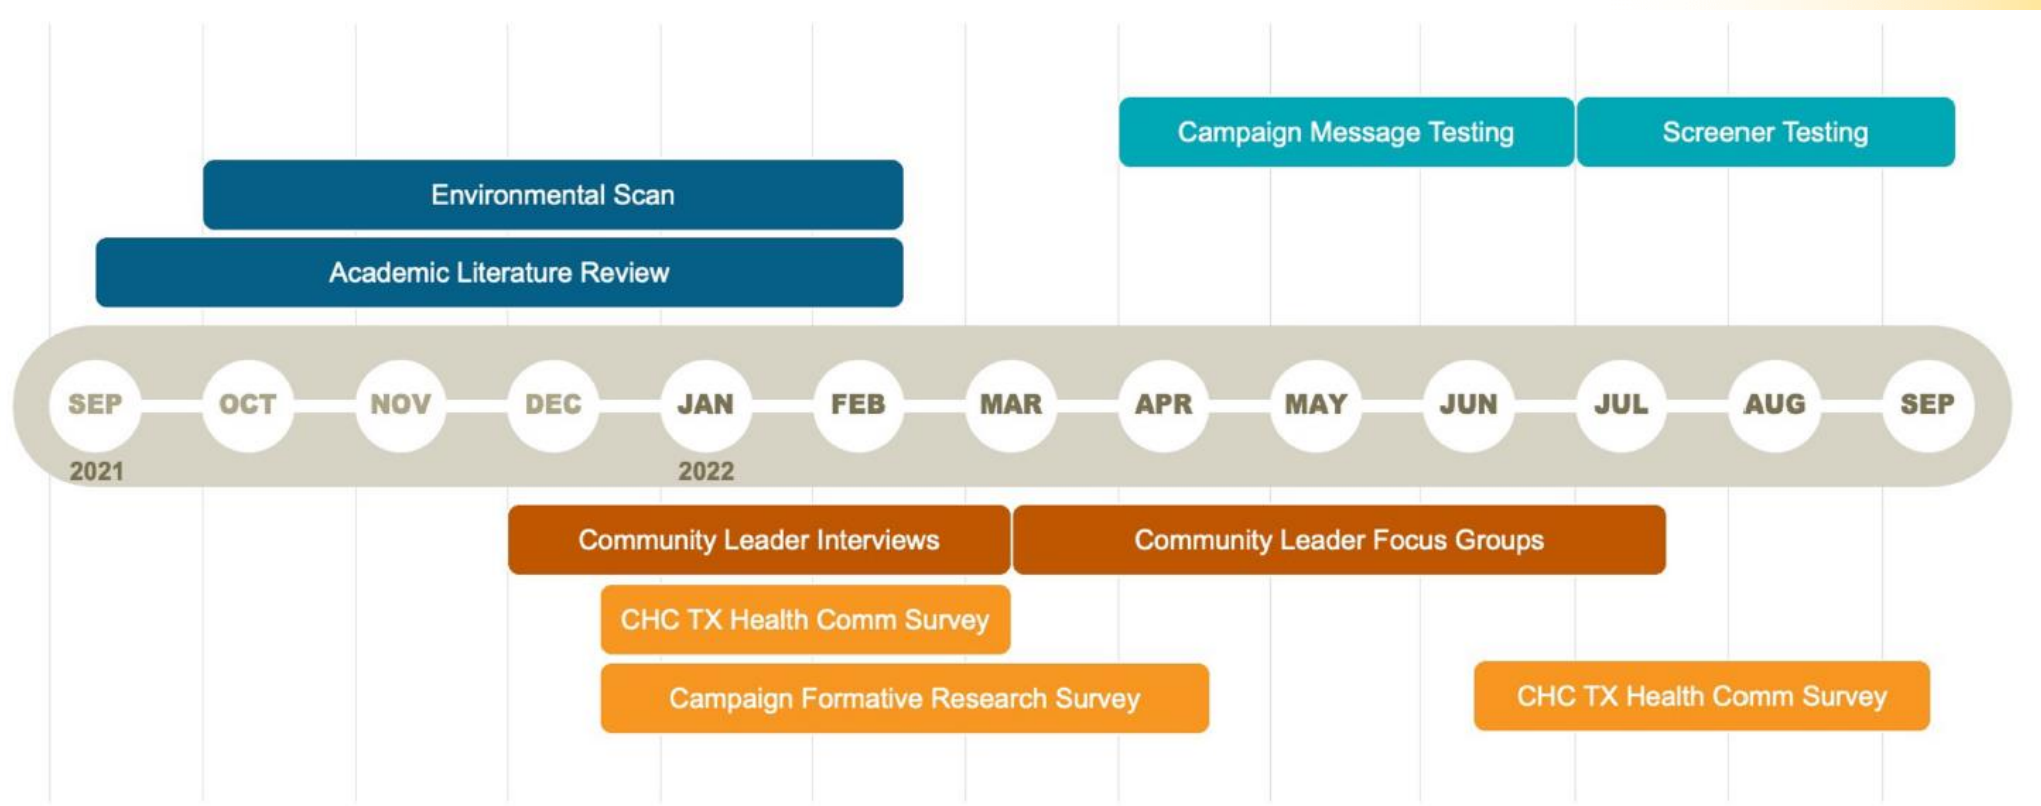 Campaign Message Testing
Screener Testing
Environmental Scan
Academic Literature Review
SEP
OCT
NOV
DEC
JAN
FEB
MAR
APR
MAY
JUN
JUL
AUG
SEP
2021
2022
Community Leader Interviews
Community Leader Focus Groups
CHC TX Health Comm Survey
Campaign Formative Research Survey
CHC TX Health Comm Survey